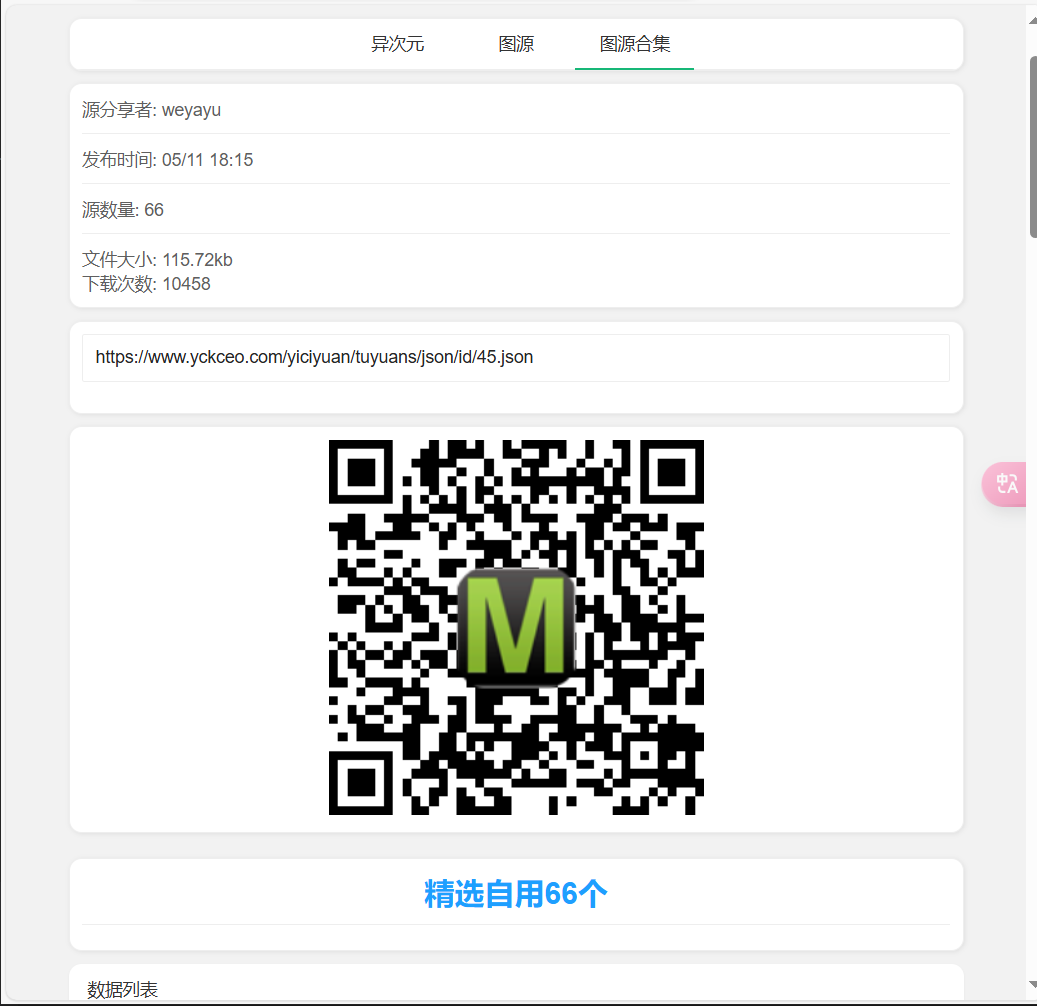 异次元 图源 图源合集
源分享者: weyayu
发布时间: 05/11 18:15
源数量: 66
文件大小: 115.72kb
下载次数: 10458
https://www.yckceo.com/yiciyuan/tuyuans/json/id/45.json
中A
M
精选自用66个
数据列表